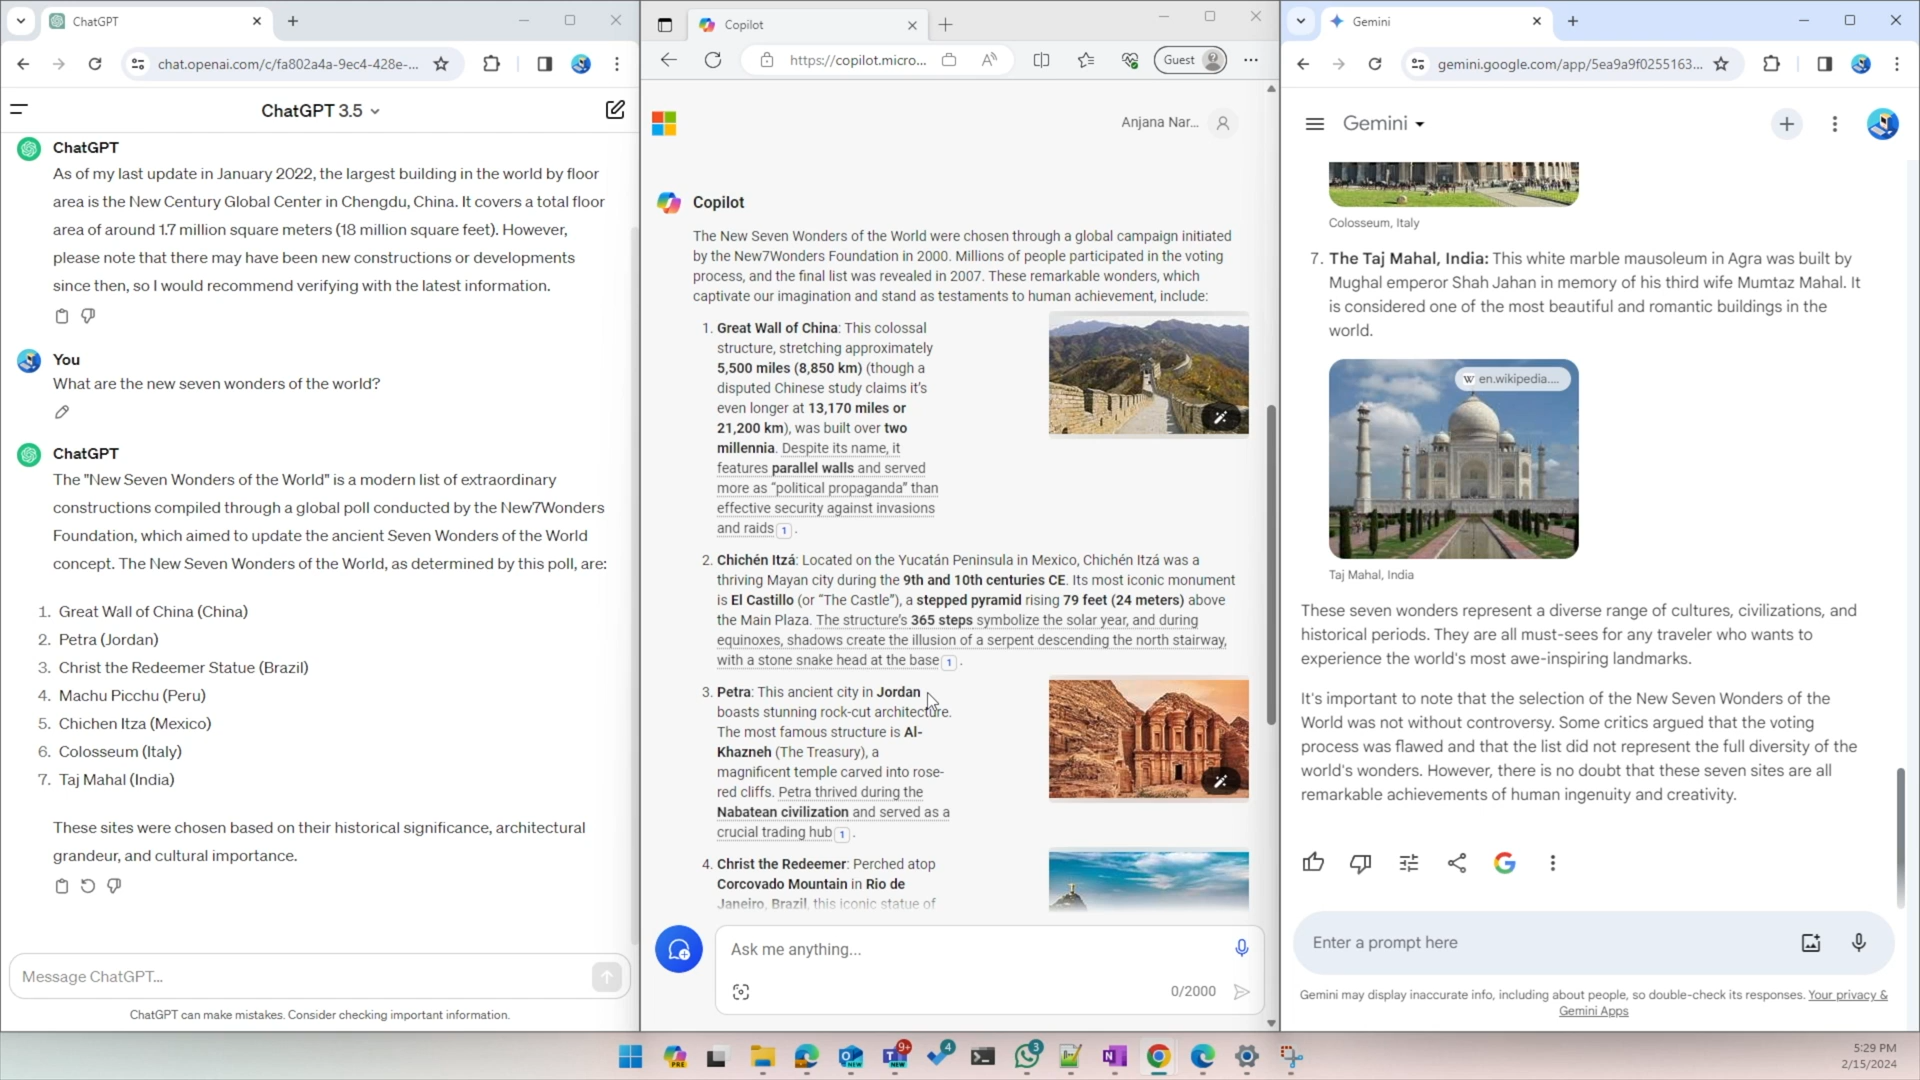 ChatGPT
chat.openai.com/c/fa802a4a-9ec4-428e-...
ChatGPT 3.5
ChatGPT
As of my last update in January 2022, the largest building in the world by floor
area is the New Century Global Center in Chengdu, China. It covers a total floor
area of around 1.7 million square meters (18 million square feet). However,
please note that there may have been new constructions or developments
since then, so I would recommend verifying with the latest information.
You
What are the new seven wonders of the world?
ChatGPT
The "New Seven Wonders of the World" is a modern list of extraordinary
constructions compiled through a global poll conducted by the New7Wonders
Foundation, which aimed to update the ancient Seven Wonders of the World
concept. The New Seven Wonders of the World, as determined by this poll, are:
1. Great Wall of China (China)
2. Petra (Jordan)
3. Christ the Redeemer Statue (Brazil)
4. Machu Picchu (Peru)
5. Chichen Itza (Mexico)
6. Colosseum (Italy)
7. Taj Mahal (India)
These sites were chosen based on their historical significance, architectural
grandeur, and cultural importance.
Message ChatGPT...
ChatGPT can make mistakes. Consider checking important information.
Copilot
https://copilot.micro...
Guest
Anjana Nar...
Copilot
The New Seven Wonders of the World were chosen through a global campaign initiated
by the New7Wonders Foundation in 2000. Millions of people participated in the voting
process, and the final list was revealed in 2007. These remarkable wonders, which
captivate our imagination and stand as testaments to human achievement, include:
1. Great Wall of China: This colossal
structure, stretching approximately
5,500 miles (8,850 km) (though a
disputed Chinese study claims it's
even longer at 13,170 miles or
21,200 km), was built over two
millennia. Despite its name, it
features parallel walls and served
more as “political propaganda” than
effective security against invasions
and raids 1 .
2. Chichén Itzá: Located on the Yucatán Peninsula in Mexico, Chichén Itzá was a
thriving Mayan city during the 9th and 10th centuries CE. Its most iconic monument
is El Castillo (or “The Castle”), a stepped pyramid rising 79 feet (24 meters) above
the Main Plaza. The structure's 365 steps symbolize the solar year, and during
equinoxes, shadows create the illusion of a serpent descending the north stairway,
with a stone snake head at the base 1 .
3. Petra: This ancient city in Jordan
boasts stunning rock-cut architecture.
The most famous structure is Al-
Khazneh (The Treasury), a
magnificent temple carved into rose-
red cliffs. Petra thrived during the
Nabatean civilization and served as a
crucial trading hub 1 .
4. Christ the Redeemer: Perched atop
Corcovado Mountain in Rio de
Janeiro, Brazil, this iconic statue of
Ask me anything...
0/2000
Gemini
gemini.google.com/app/5ea9a9f0255163...
Gemini
Colosseum, Italy
7. The Taj Mahal, India: This white marble mausoleum in Agra was built by
Mughal emperor Shah Jahan in memory of his third wife Mumtaz Mahal. It
is considered one of the most beautiful and romantic buildings in the
world.
W en.wikipedia....
Taj Mahal, India
These seven wonders represent a diverse range of cultures, civilizations, and
historical periods. They are all must-sees for any traveler who wants to
experience the world's most awe-inspiring landmarks.
It's important to note that the selection of the New Seven Wonders of the
World was not without controversy. Some critics argued that the voting
process was flawed and that the list did not represent the full diversity of the
world's wonders. However, there is no doubt that these seven sites are all
remarkable achievements of human ingenuity and creativity.
Enter a prompt here
Gemini may display inaccurate info, including about people, so double-check its responses. Your privacy &
Gemini Apps
PRE
NEW
9+
NEW
4
3
5:29 PM
2/15/2024